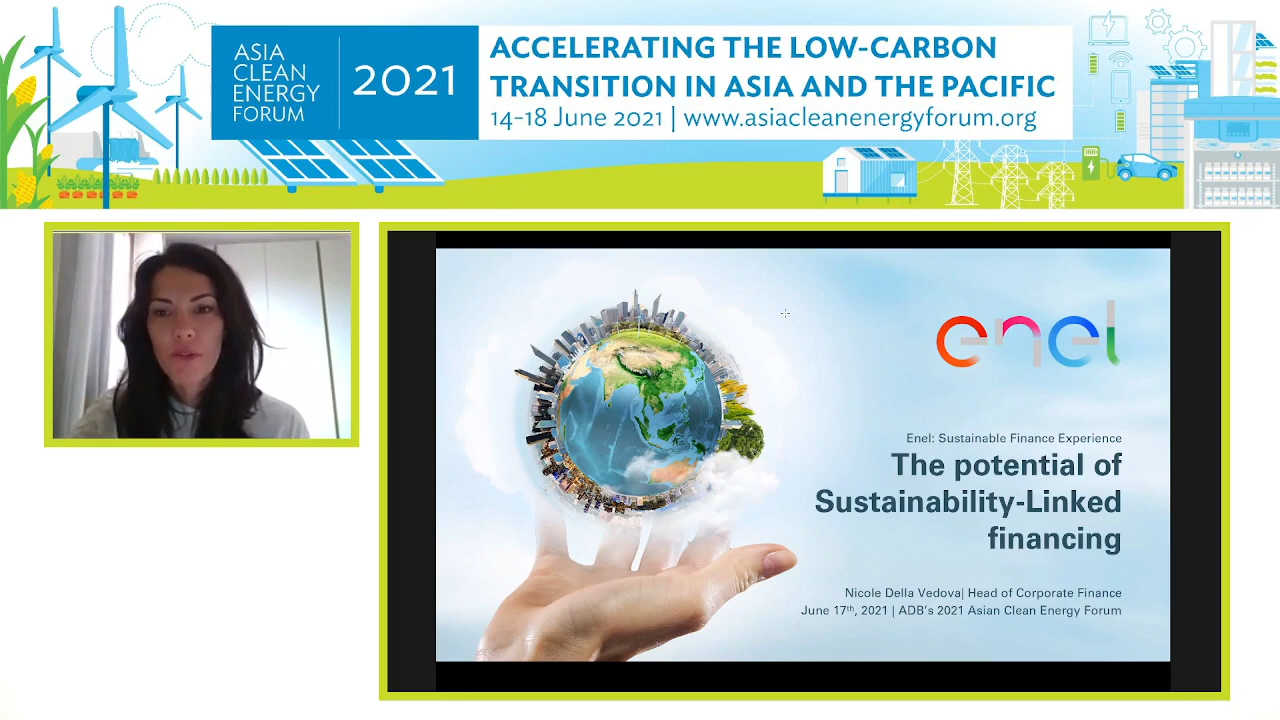 ASIA
CLEAN
ENERGY
FORUM
2021
ACCELERATING THE LOW-CARBON
TRANSITION IN ASIA AND THE PACIFIC
14-18 June 2021 | www.asiacleanenergyforum.org
enel
Enel: Sustainable Finance Experience
The potential of
Sustainability-Linked
financing
Nicole Della Vedova| Head of Corporate Finance
June 17th, 2021 | ADB's 2021 Asian Clean Energy Forum